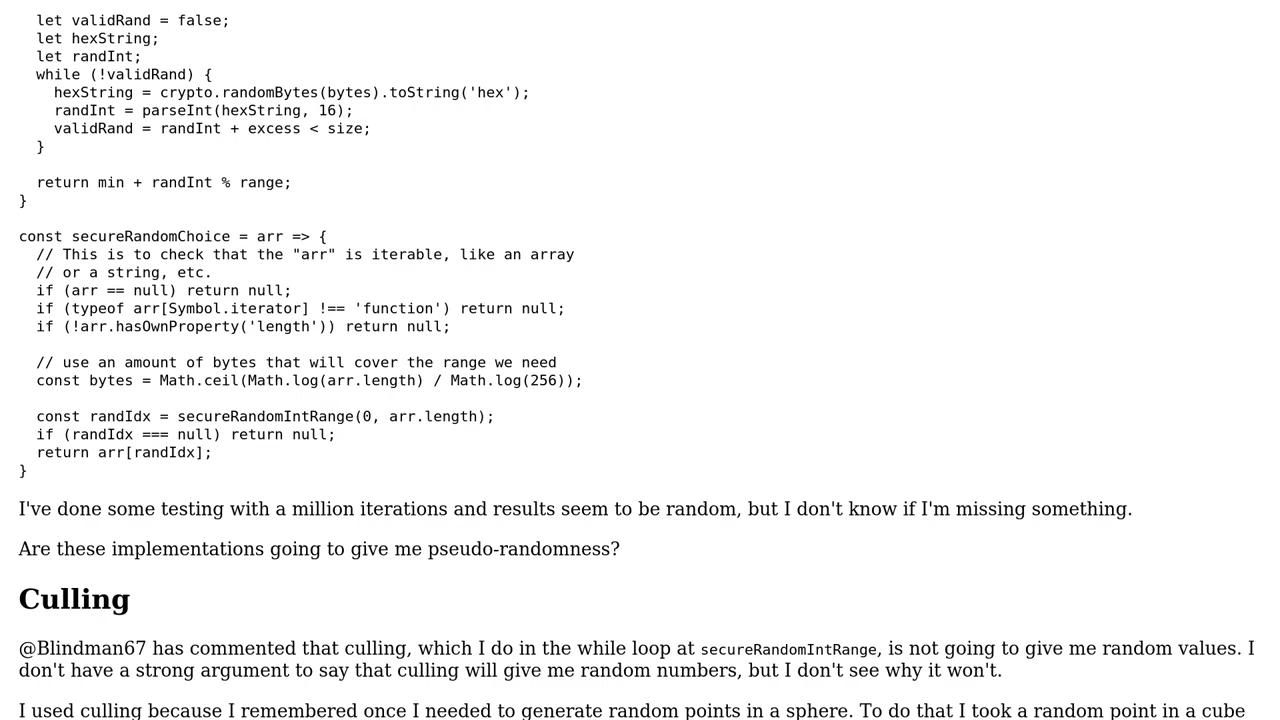 let validRand = false;
let hexString;
let randInt;
while (!validRand) {
hexString = crypto.randomBytes(bytes).toString('hex');
randInt = parseInt(hexString, 16);
validRand = randInt + excess < size;
}
return min + randInt % range;
}
const secureRandomChoice = arr => {
// This is to check that the "arr" is iterable, like an array
// or a string, etc.
if (arr == null) return null;
if (typeof arr[Symbol.iterator] !== 'function') return null;
if (!arr.hasOwnProperty('length')) return null;
// use an amount of bytes that will cover the range we need
const bytes = Math.ceil(Math.log(arr.length) / Math.log(256));
const randIdx = secureRandomIntRange(0, arr.length);
if (randIdx === null) return null;
return arr[randIdx];
}
I've done some testing with a million iterations and results seem to be random, but I don't know if I'm missing something.
Are these implementations going to give me pseudo-randomness?
Culling
@Blindman67 has commented that culling, which I do in the while loop at secureRandomIntRange, is not going to give me random values. I
don't have a strong argument to say that culling will give me random numbers, but I don't see why it won't.
I used culling because I remembered once I needed to generate random points in a sphere. To do that I took a random point in a cube